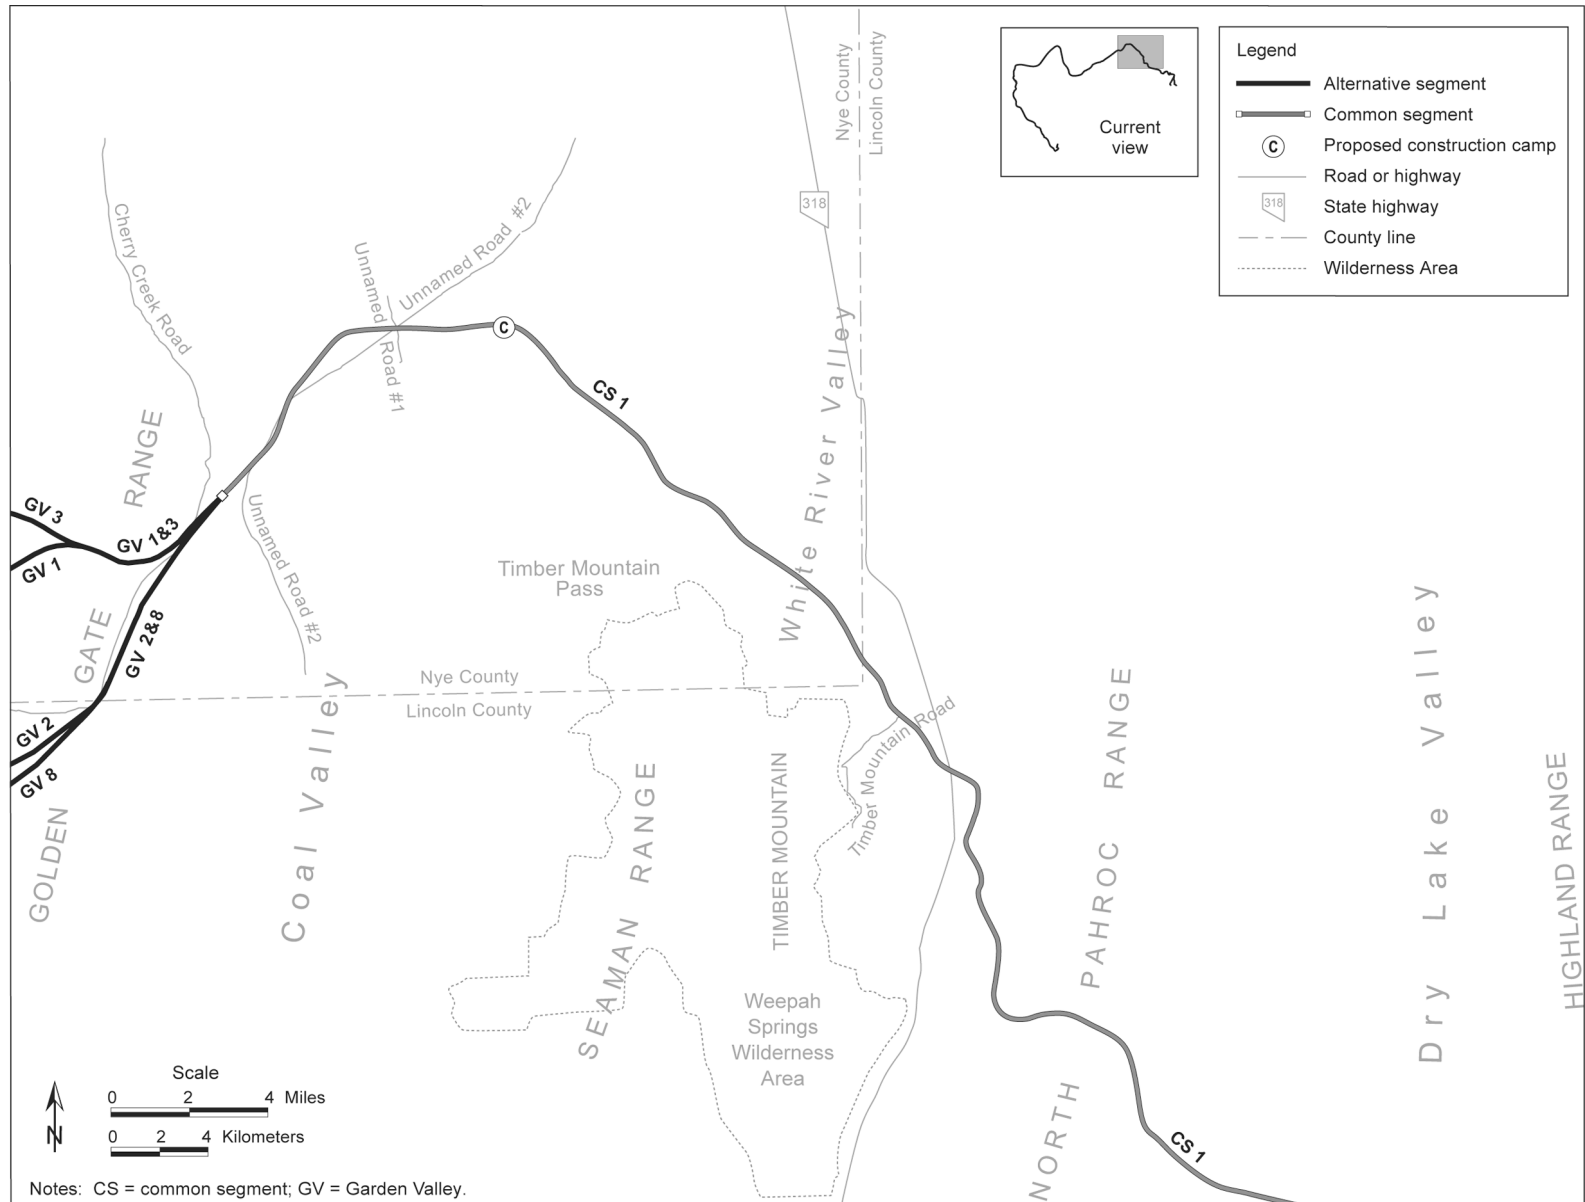 Nye County
Lincoln County
Current
view
Legend
Alternative segment
Common segment
C
Proposed construction camp
Road or highway
318
State highway
County line
Wilderness Area
318
Cherry Creek Road
Unnamed Road #1
Unnamed Road #2
C
CS 1
White River Valley
GOLDEN GATE RANGE
GV 3
GV 1&3
GV 1
Unnamed Road #2
GV 2&8
Timber Mountain
Pass
Nye County
Lincoln County
GV 2
GV 8
Coal Valley
SEAMAN RANGE
TIMBER MOUNTAIN
Timber Mountain Road
NORTH PAHROC RANGE
Dry Lake Valley
HIGHLAND RANGE
Weepah
Springs
Wilderness
Area
CS 1
Scale
0 2 4 Miles
0 2 4 Kilometers
N
Notes: CS = common segment; GV = Garden Valley.